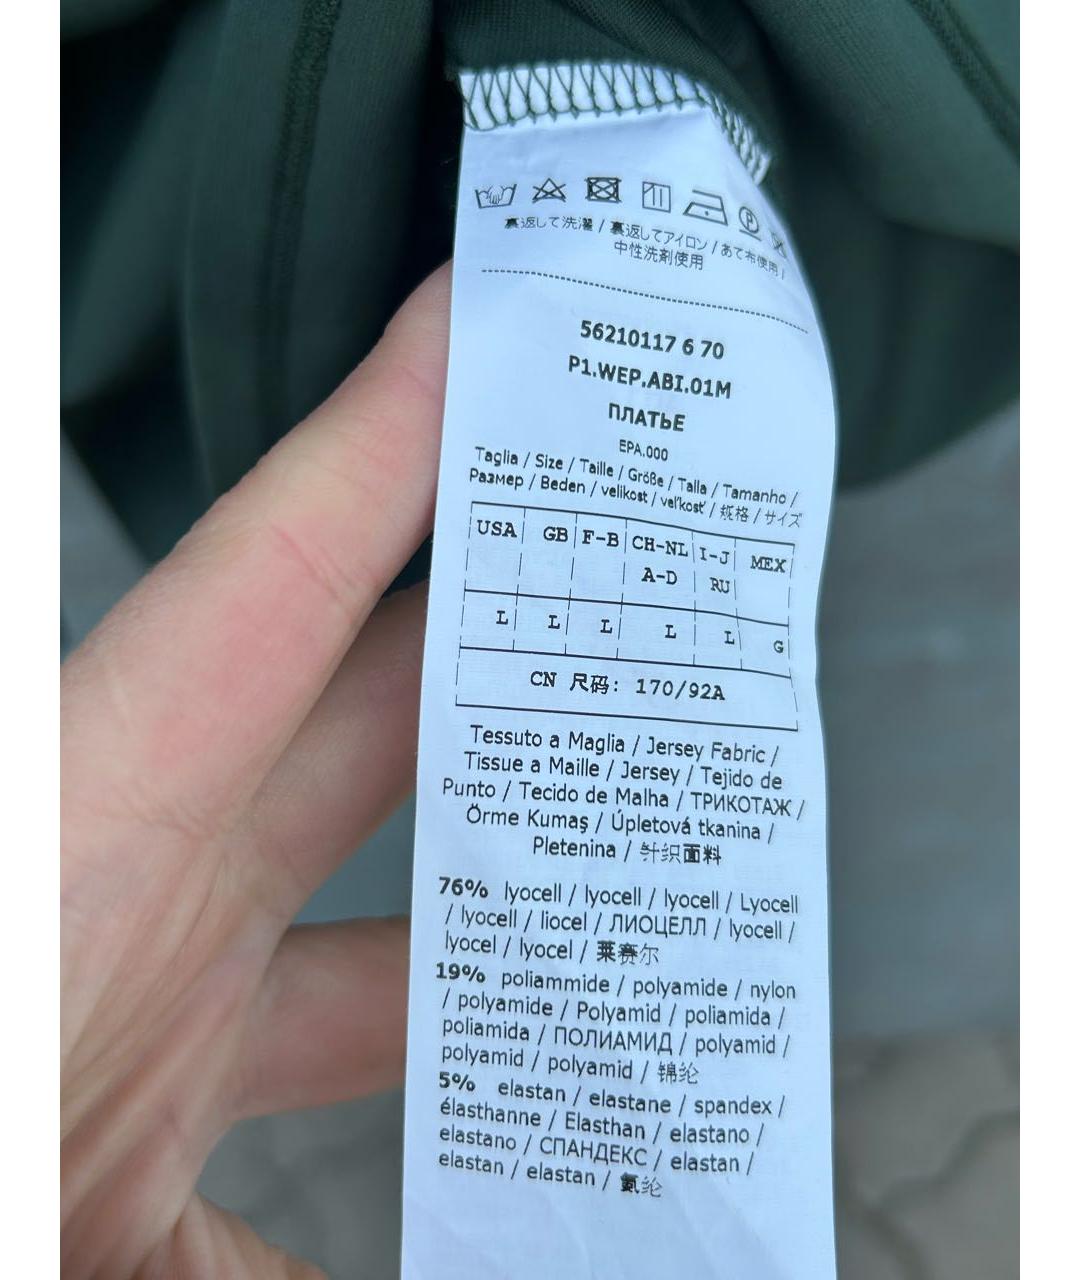 裏返して洗濯 / 裏返してアイロン / あて布使用 /
中性洗剤使用
56210117 6 70
P1.WEP.ABI.01M
ПЛАТЬЕ
EPA.000
Taglia / Size / Taille / Größe / Talla / Tamanho /
Размер / Beden / velikost / veľkosť / 规格 / サイズ
USA GB F-B CH-NL I-J MEX
A-D RU
L L L L L G
CN 尺码: 170/92A
Tessuto a Maglia / Jersey Fabric /
Tissue a Maille / Jersey / Tejido de
Punto / Tecido de Malha / ТРИКОТАЖ /
Örme Kumaş / Úpletová tkanina /
Pletenina / 针织面料
76% lyocell / lyocell / lyocell / Lyocell
/ lyocell / liocel / ЛИОЦЕЛЛ / lyocell /
lyocel / lyocel / 莱赛尔
19% poliammide / polyamide / nylon
/ polyamide / Polyamid / poliamida /
poliamida / ПОЛИАМИД / polyamid /
polyamid / polyamid / 锦纶
5% elastan / elastane / spandex /
élasthanne / Elasthan / elastano /
elastano / СПАНДЕКС / elastan /
elastan / elastan / 氨纶